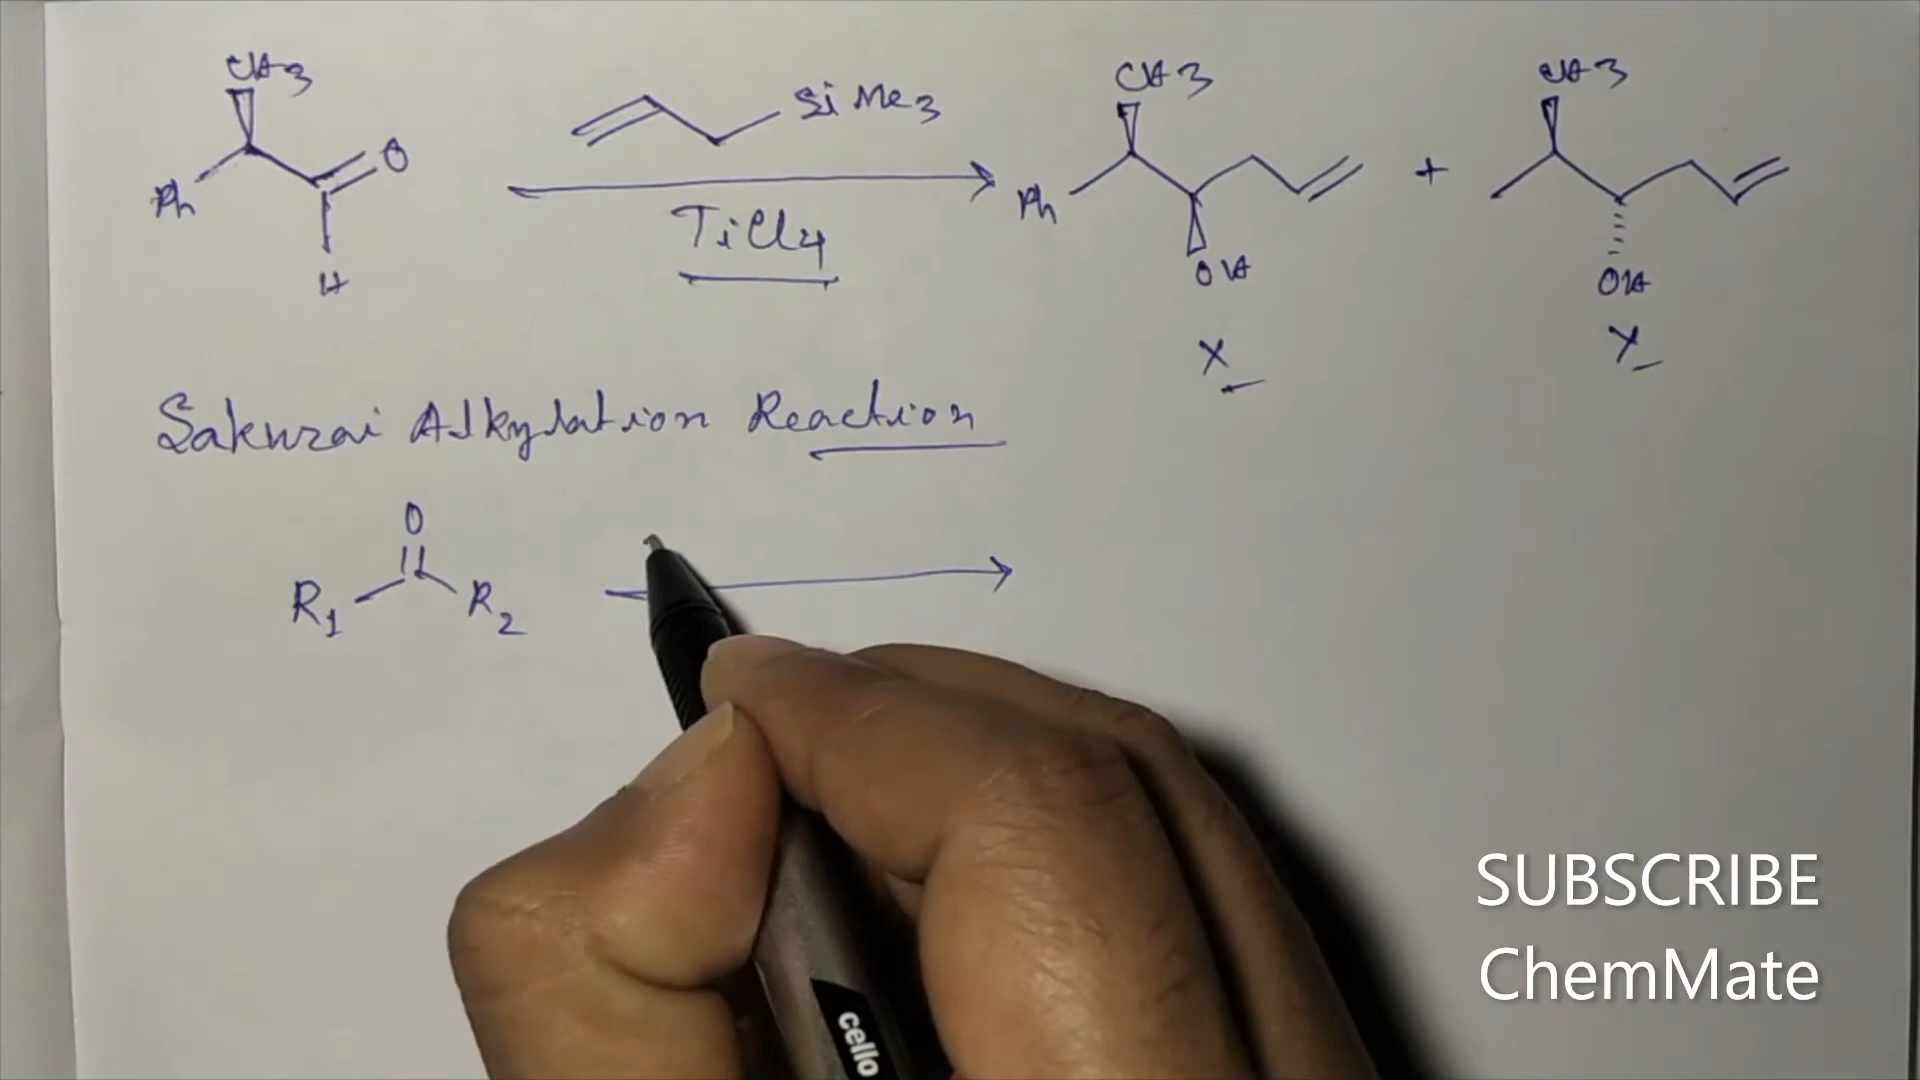 CH3 CH3 CH3
SiMe3
O
Ph Ph +
TiCl4
H OH OH
X Y
Sakurai Alkylation Reaction
O
R1 R2
SUBSCRIBE
ChemMate
cello